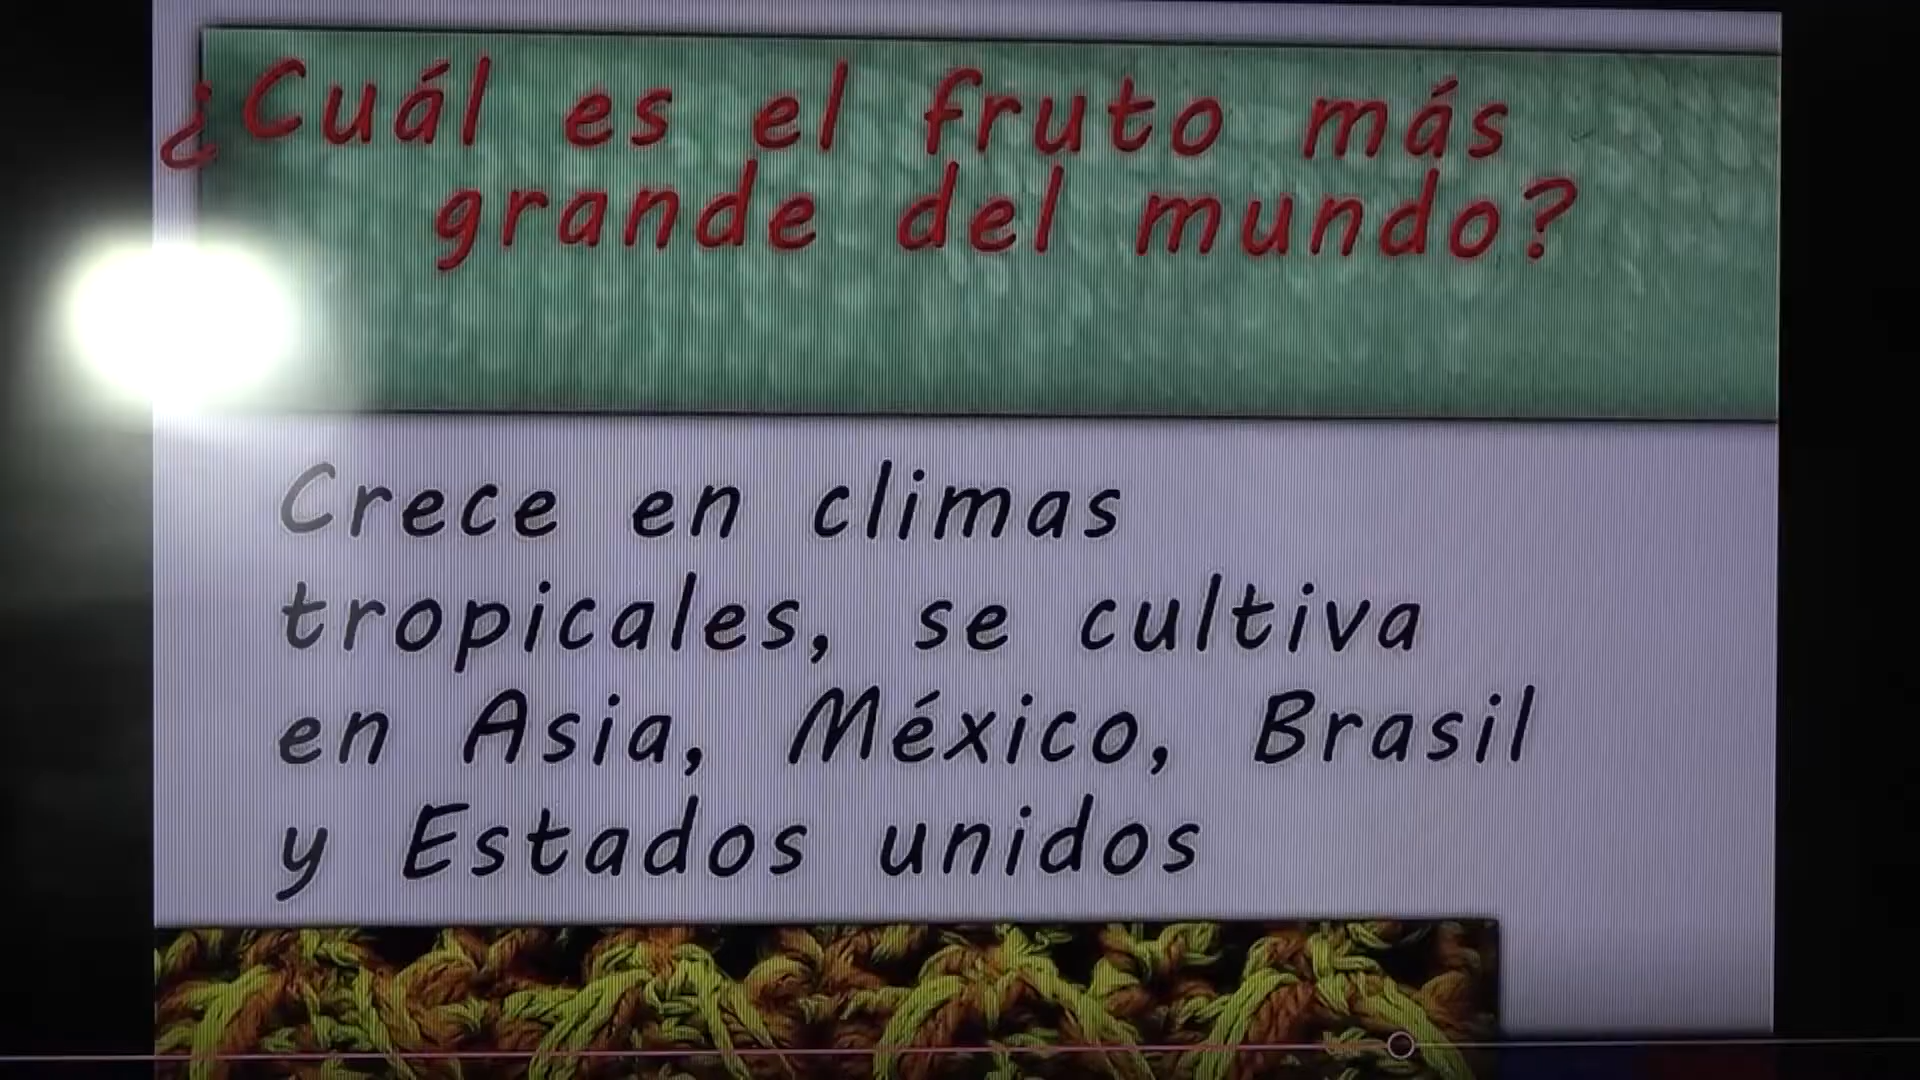 ¿Cuál es el fruto más
grande del mundo?
Crece en climas
tropicales, se cultiva
en Asia, México, Brasil
y Estados unidos